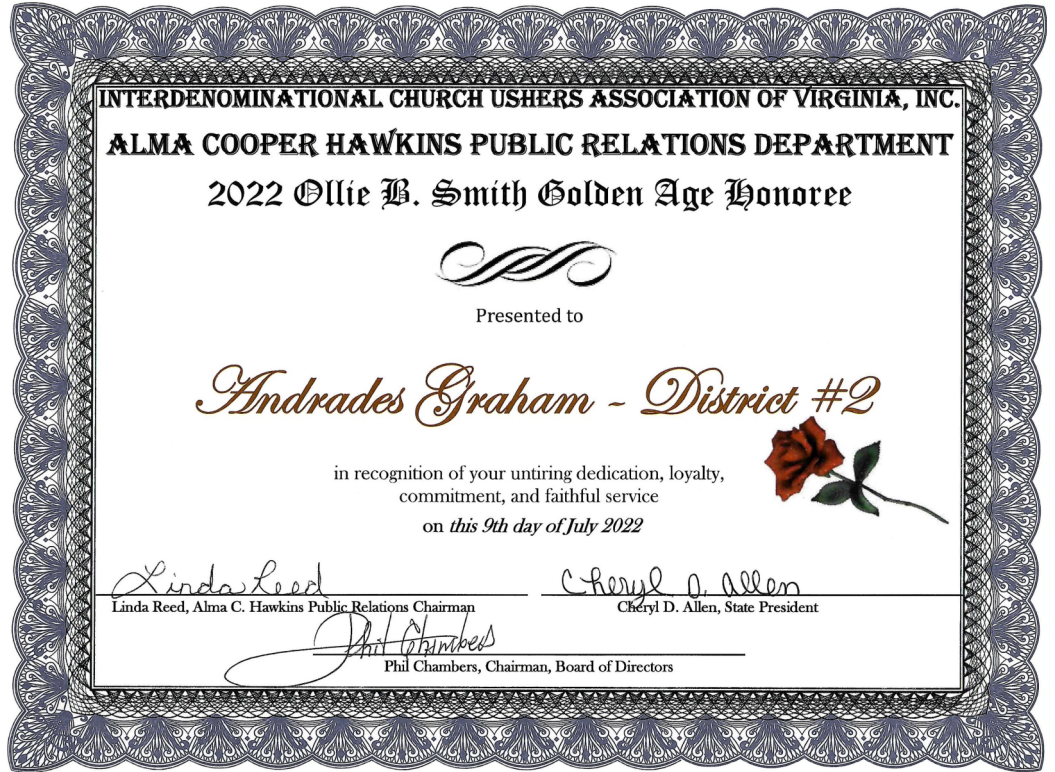 INTERDENOMINATIONAL CHURCH USHERS ASSOCIATION OF VIRGINIA, INC.
ALMA COOPER HAWKINS PUBLIC RELATIONS DEPARTMENT
2022 Ollie B. Smith Golden Age Honoree
Presented to
Andrades Graham - District #2
in recognition of your untiring dedication, loyalty,
commitment, and faithful service
on this 9th day of July 2022
Linda Reed
Cheryl D. Allen
Linda Reed, Alma C. Hawkins Public Relations Chairman
Cheryl D. Allen, State President
Phil Chambers
Phil Chambers, Chairman, Board of Directors